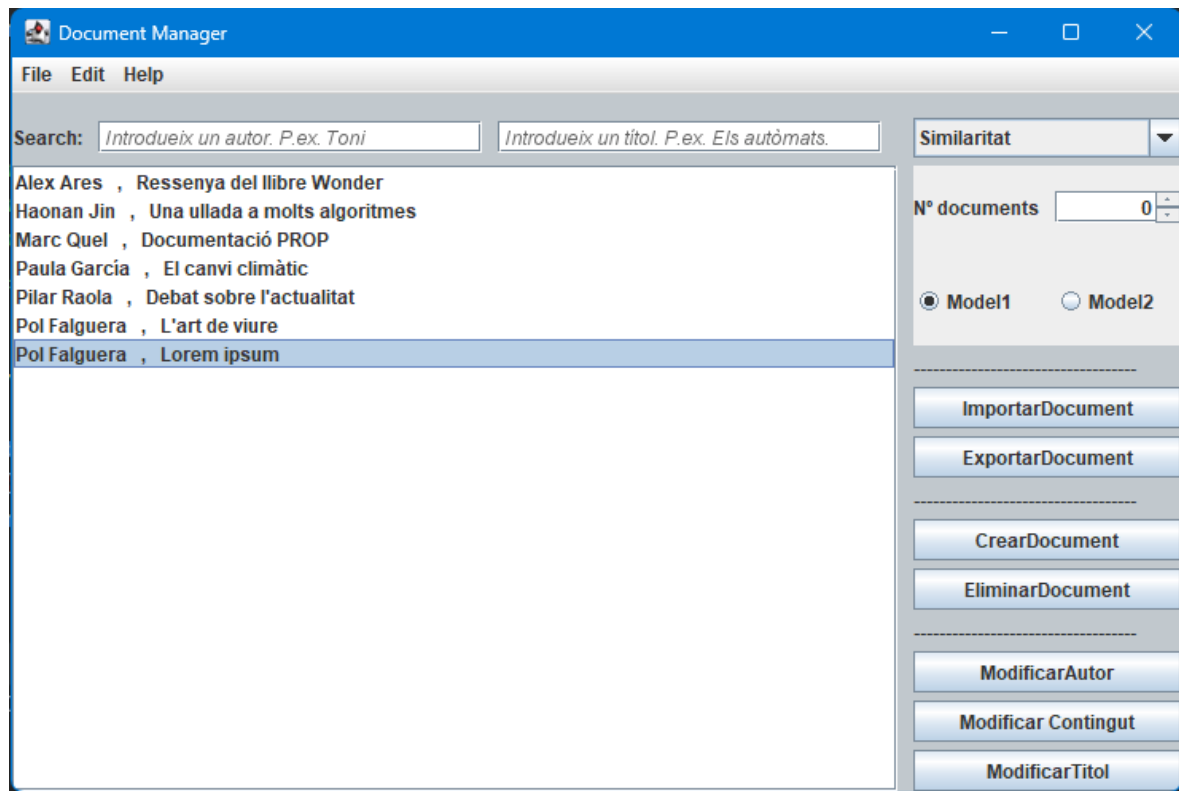 Document Manager
File Edit Help
Search: Introdueix un autor. P.ex. Toni Introdueix un títol. P.ex. Els autòmats. Similaritat
Alex Ares , Ressenya del llibre Wonder
Haonan Jin , Una ullada a molts algoritmes
Marc Quel , Documentació PROP
Paula García , El canvi climàtic
Pilar Raola , Debat sobre l'actualitat
Pol Falguera , L'art de viure
Pol Falguera , Lorem ipsum
Nº documents 0
Model1 Model2
-----------------------------------
ImportarDocument
ExportarDocument
-----------------------------------
CrearDocument
EliminarDocument
-----------------------------------
ModificarAutor
Modificar Contingut
ModificarTitol